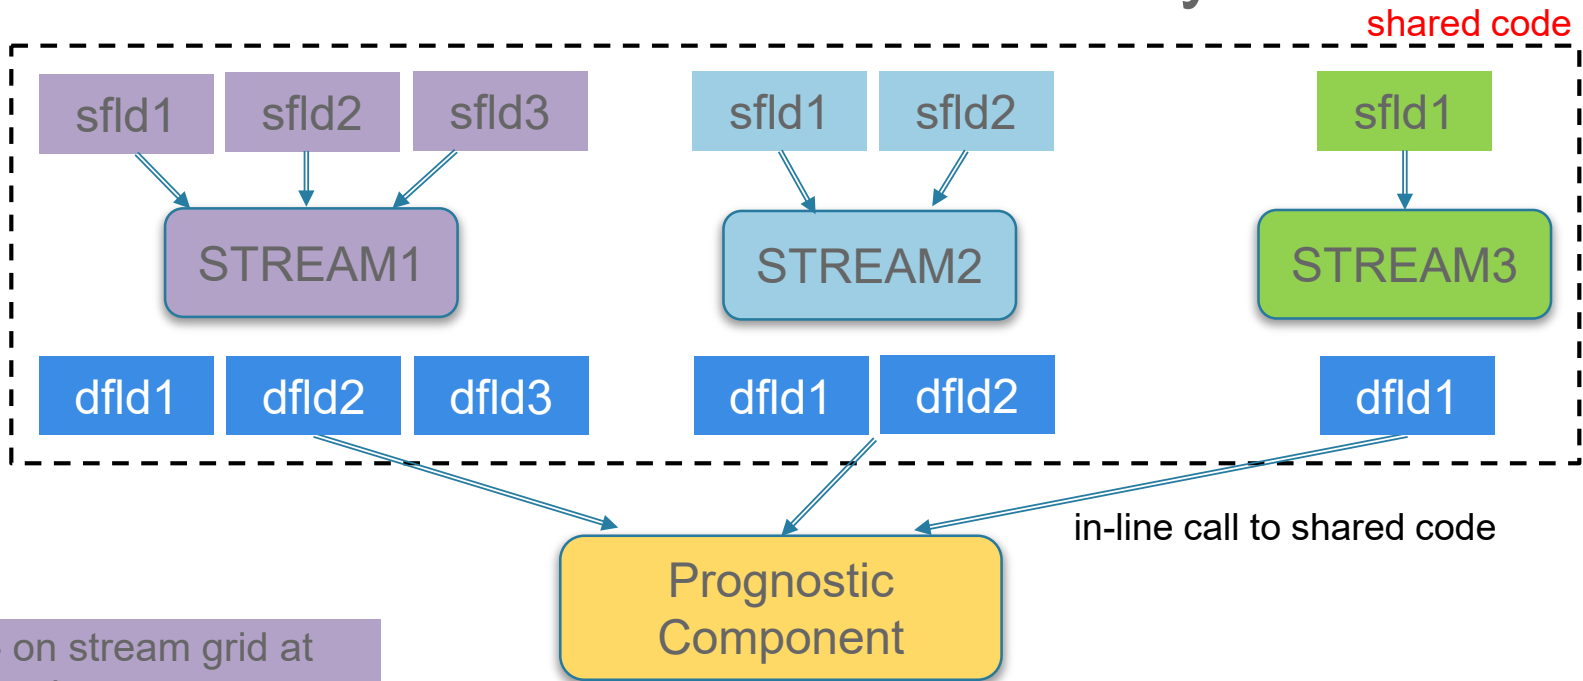 shared code
sfld1 sfld2 sfld3 sfld1 sfld2 sfld1
STREAM1 STREAM2 STREAM3
dfld1 dfld2 dfld3 dfld1 dfld2 dfld1
in-line call to shared code
Prognostic
Component
on stream grid at